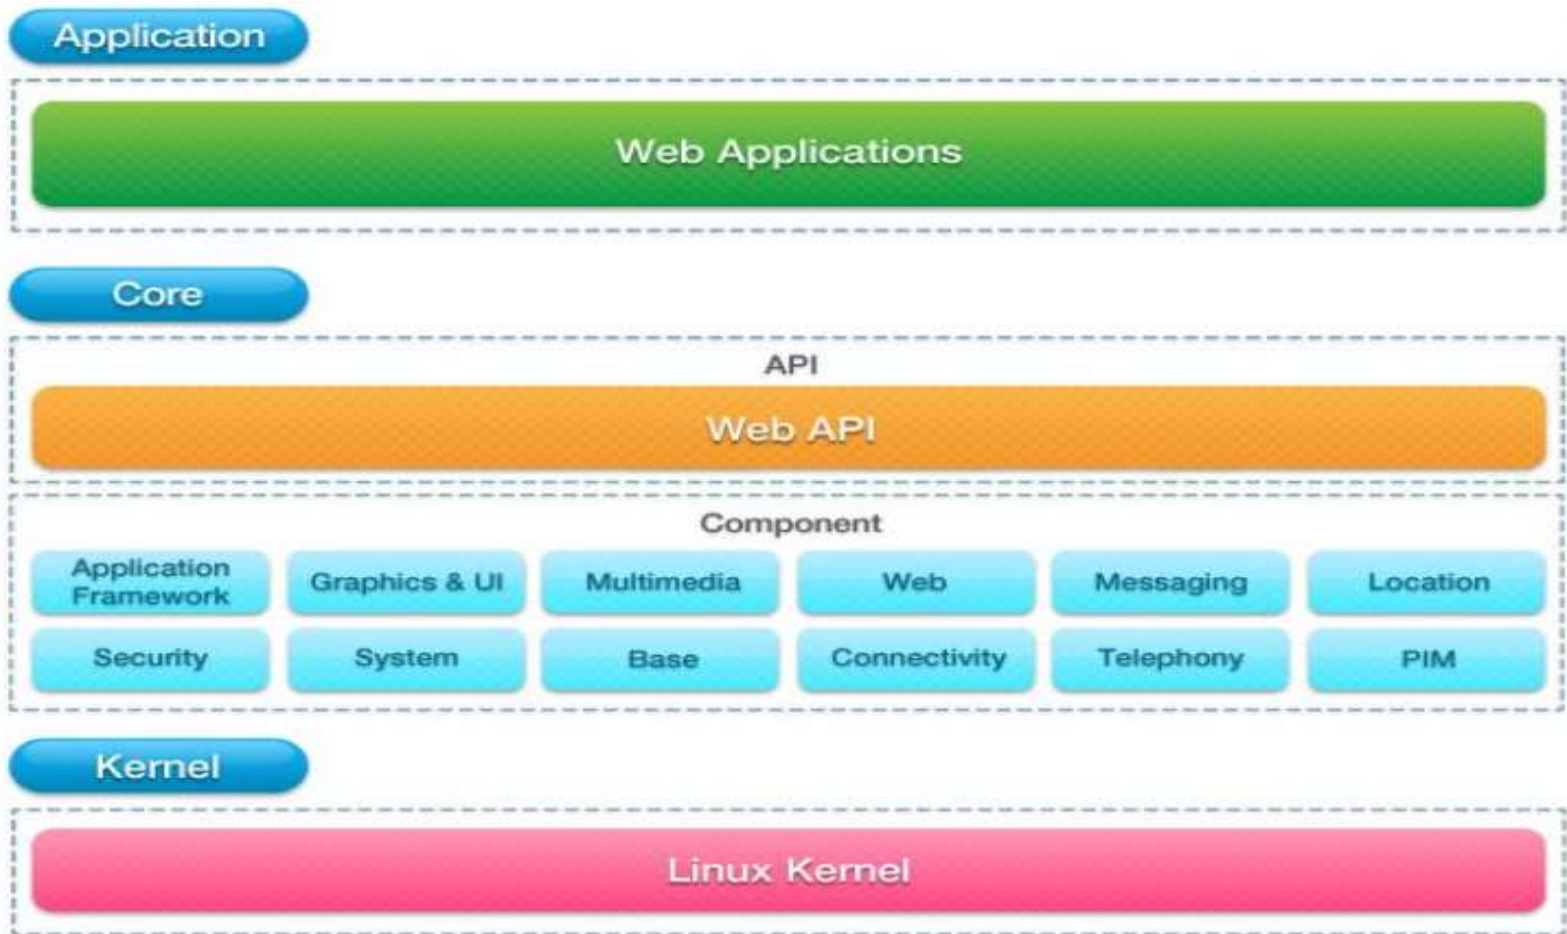 Application
Web Applications
Core
API
Web API
Component
Application
Framework
Graphics & UI
Multimedia
Web
Messaging
Location
Security
System
Base
Connectivity
Telephony
PIM
Kernel
Linux Kernel